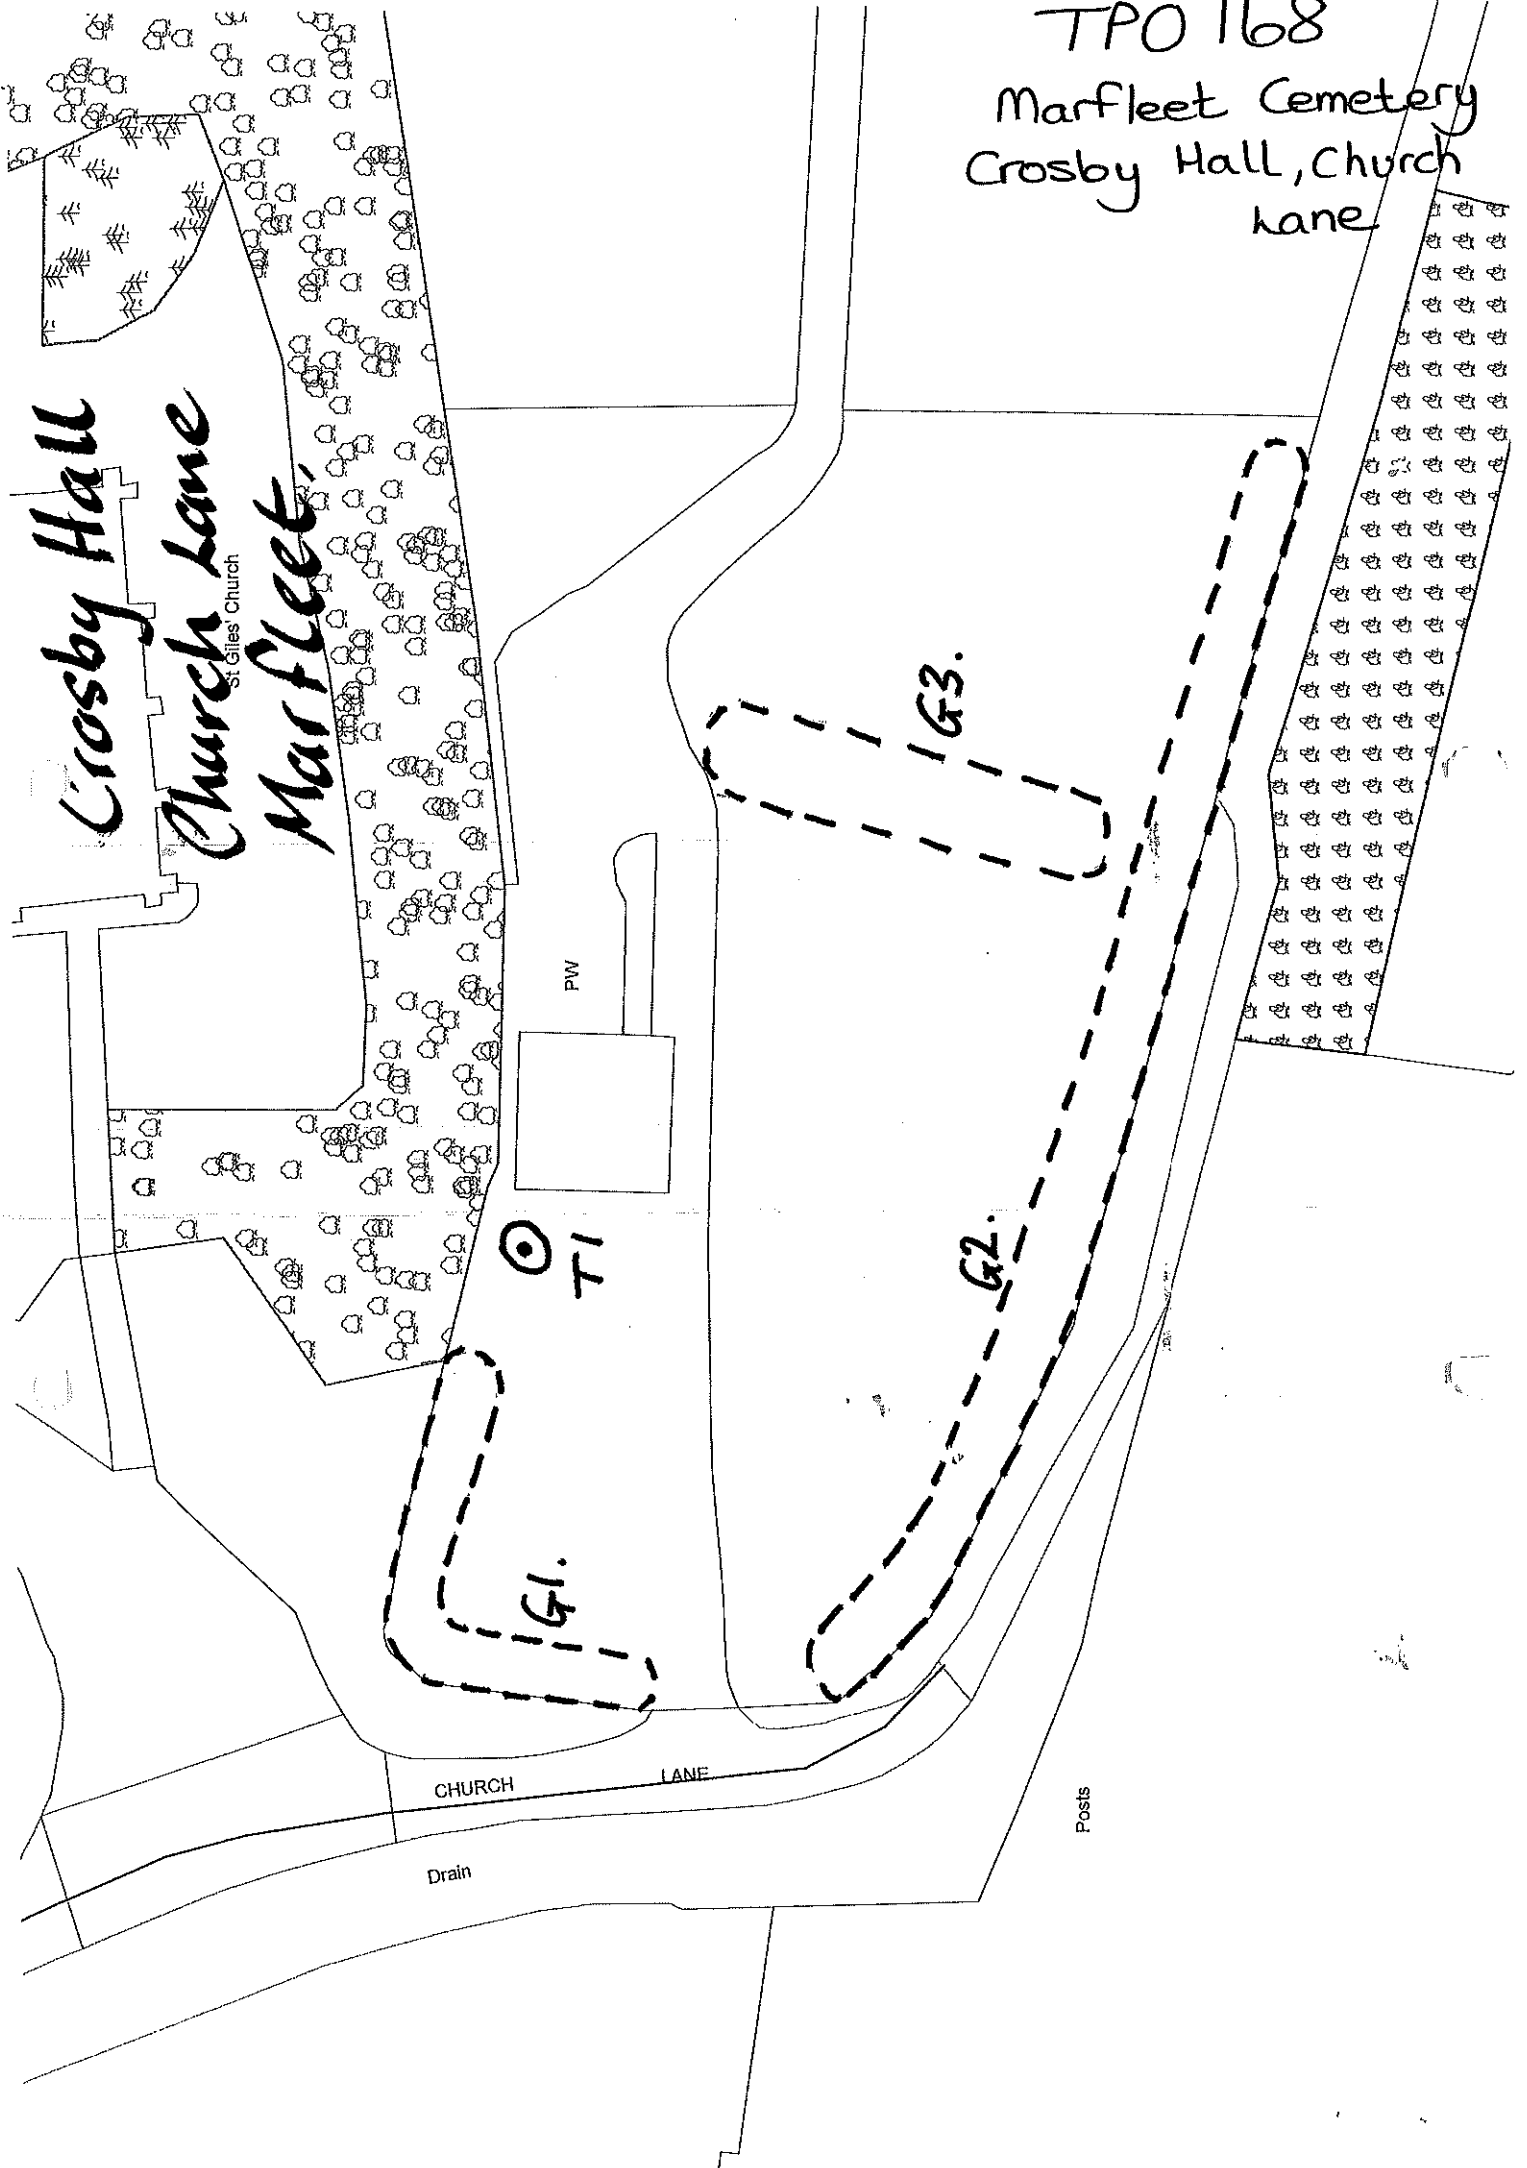 TPO 168
Marfleet Cemetery
Crosby Hall, Church
Lane
Crosby Hall
Church Lane
St Giles' Church
Marfleet.
G3.
PW
T1
G2.
G1.
CHURCH LANE
Drain
Posts